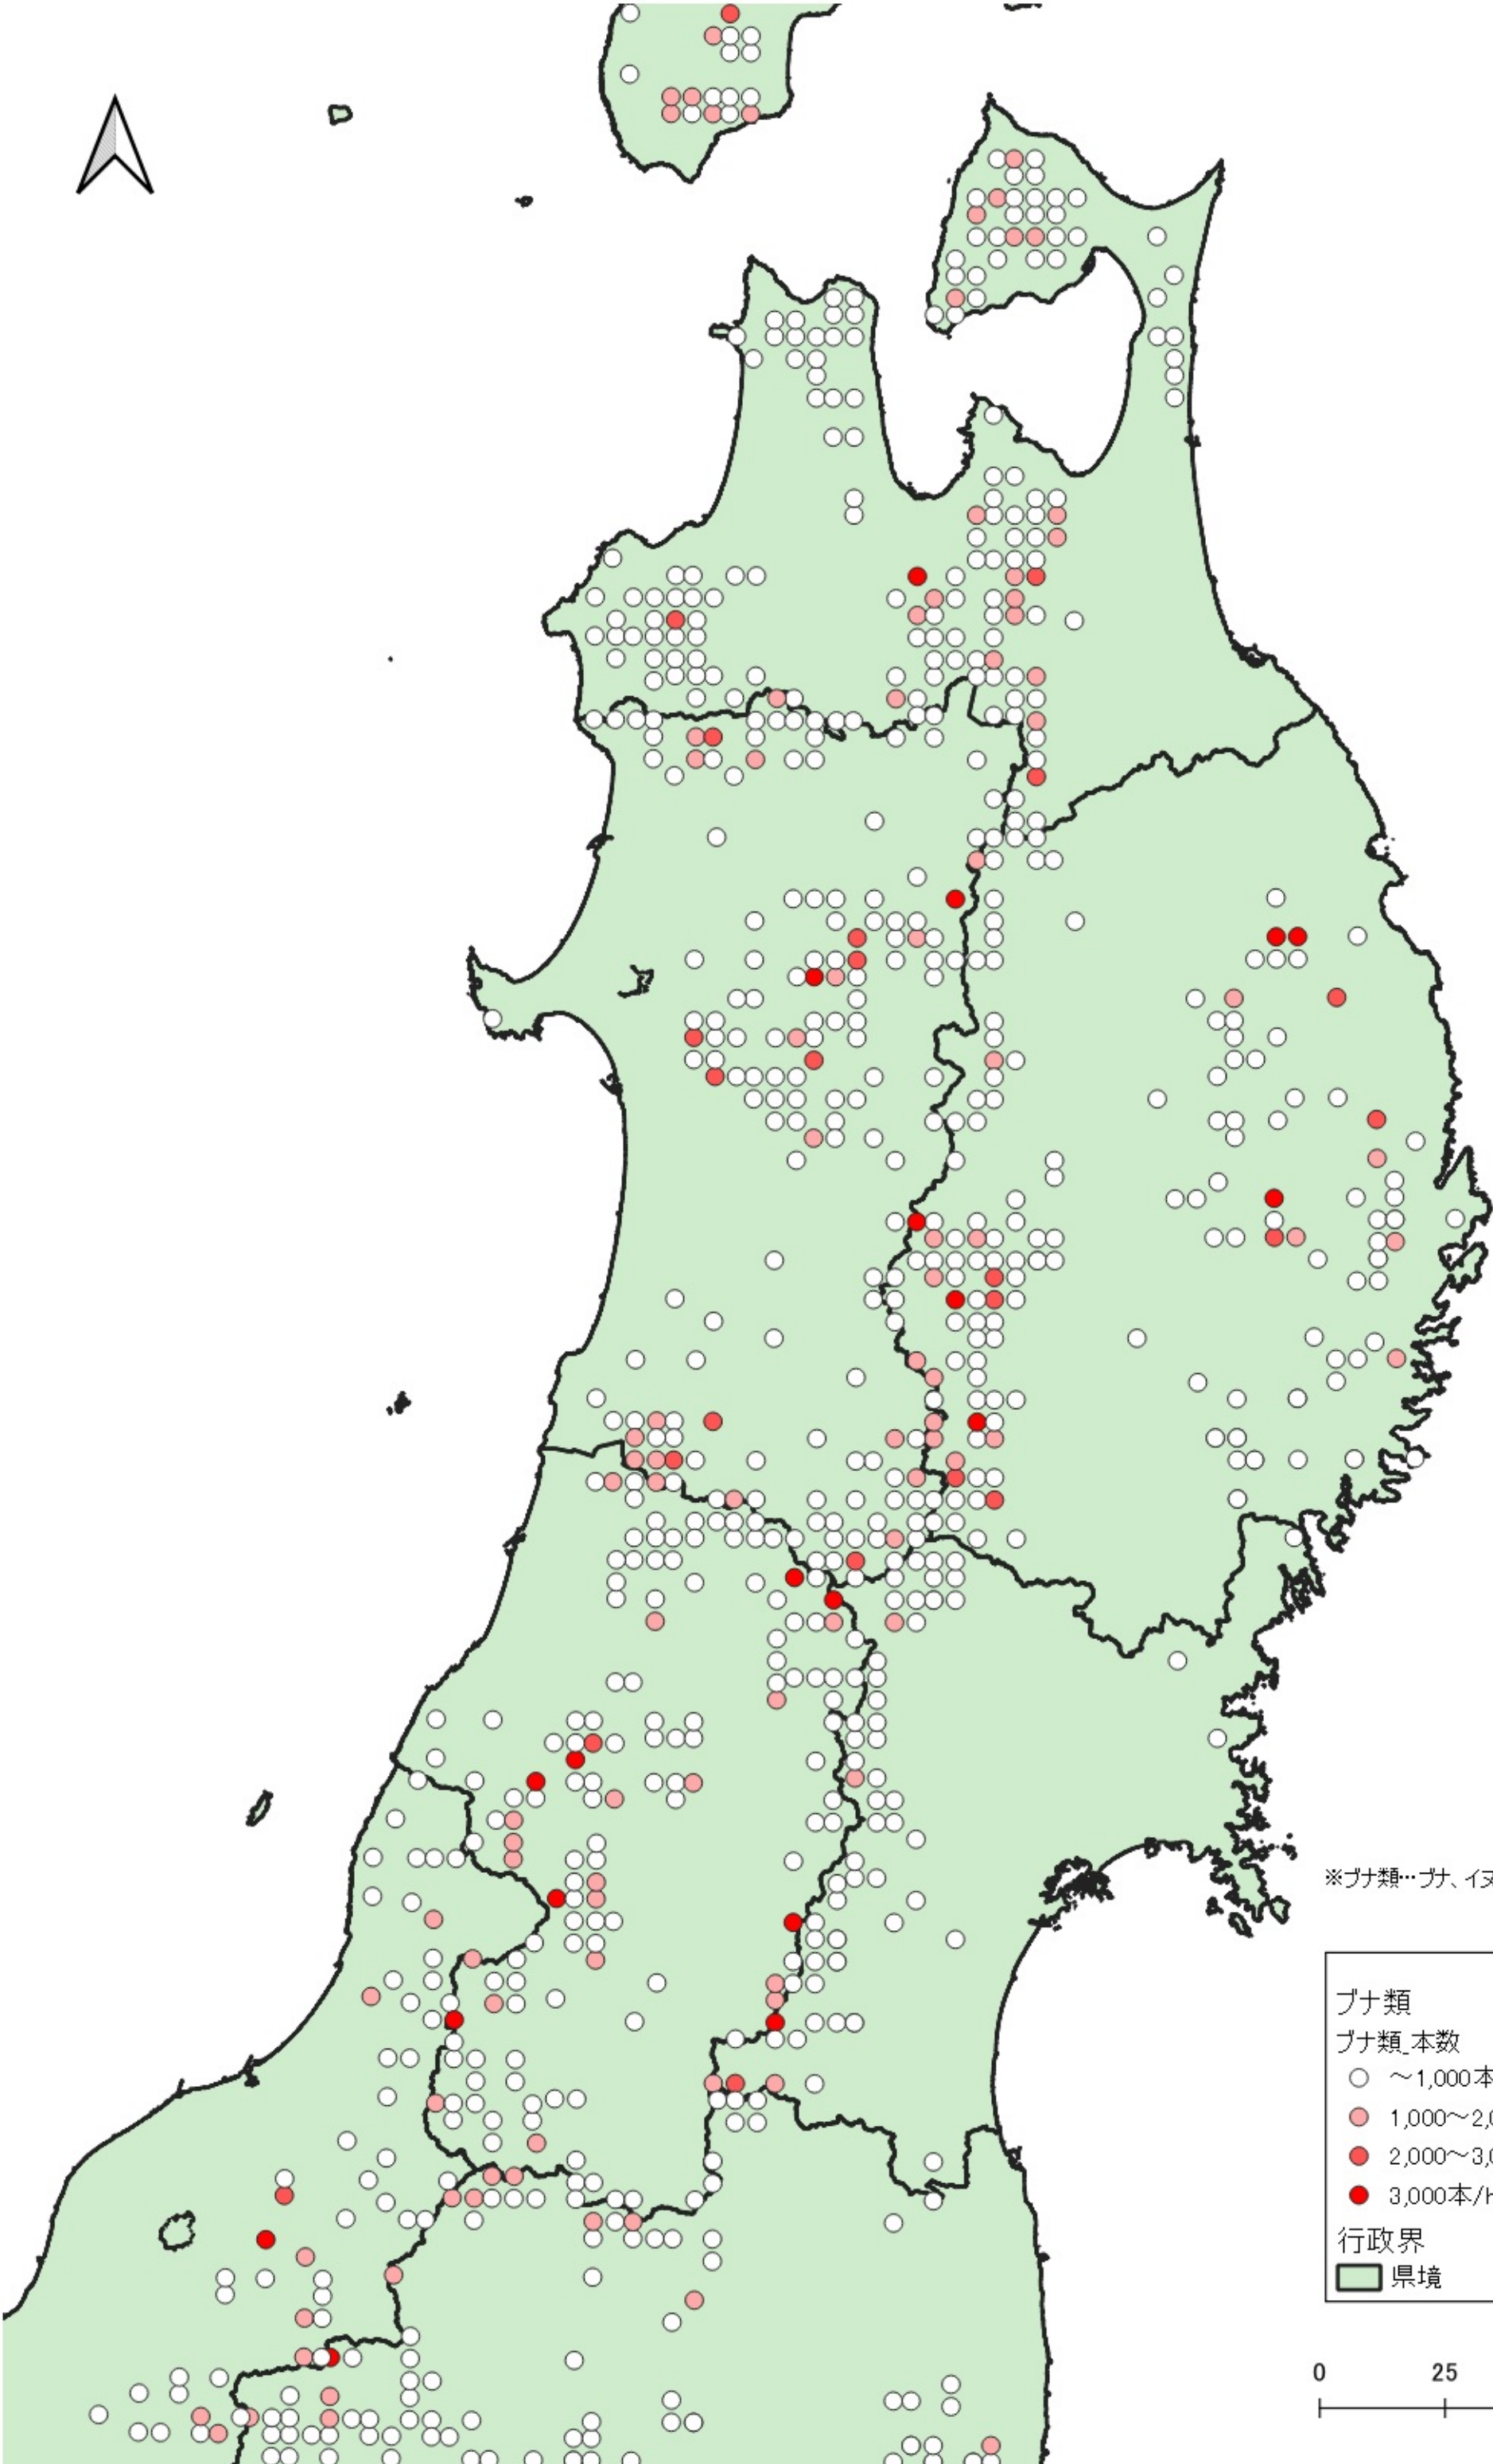 ※ブナ類…ブナ、イヌ
ブナ類
ブナ類_本数
～1,000本
1,000～2,0
2,000～3,0
3,000本/h
行政界
県境
0 25